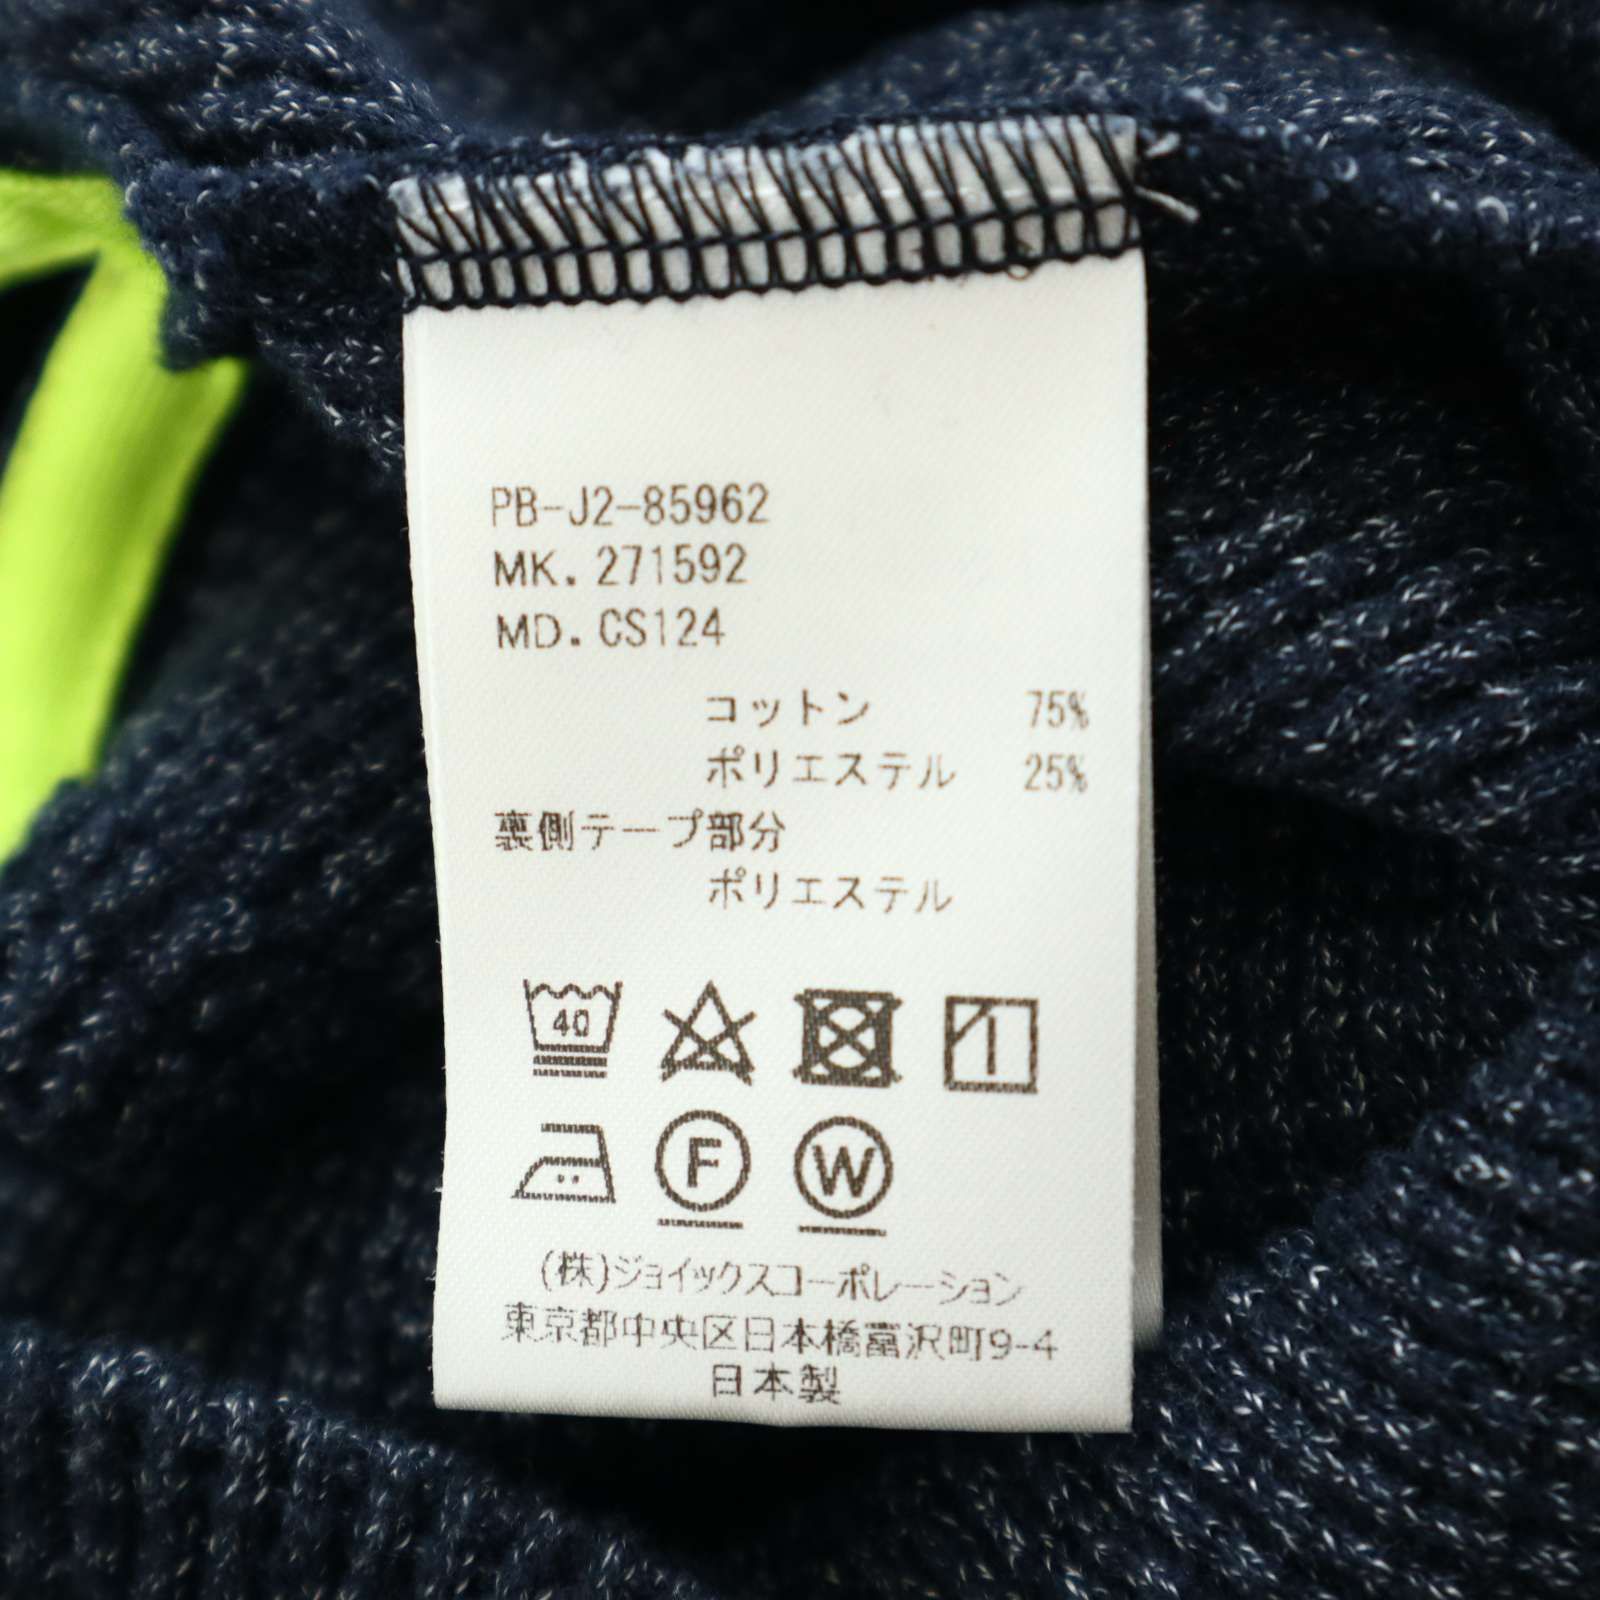 PB-J2-85962
MK. 271592
MD. CS124
コットン 75%
ポリエステル 25%
裏側テープ部分
ポリエステル
40
F
W
(株)ジョイックスコーポレーション
東京都中央区日本橋富沢町9-4
日本製